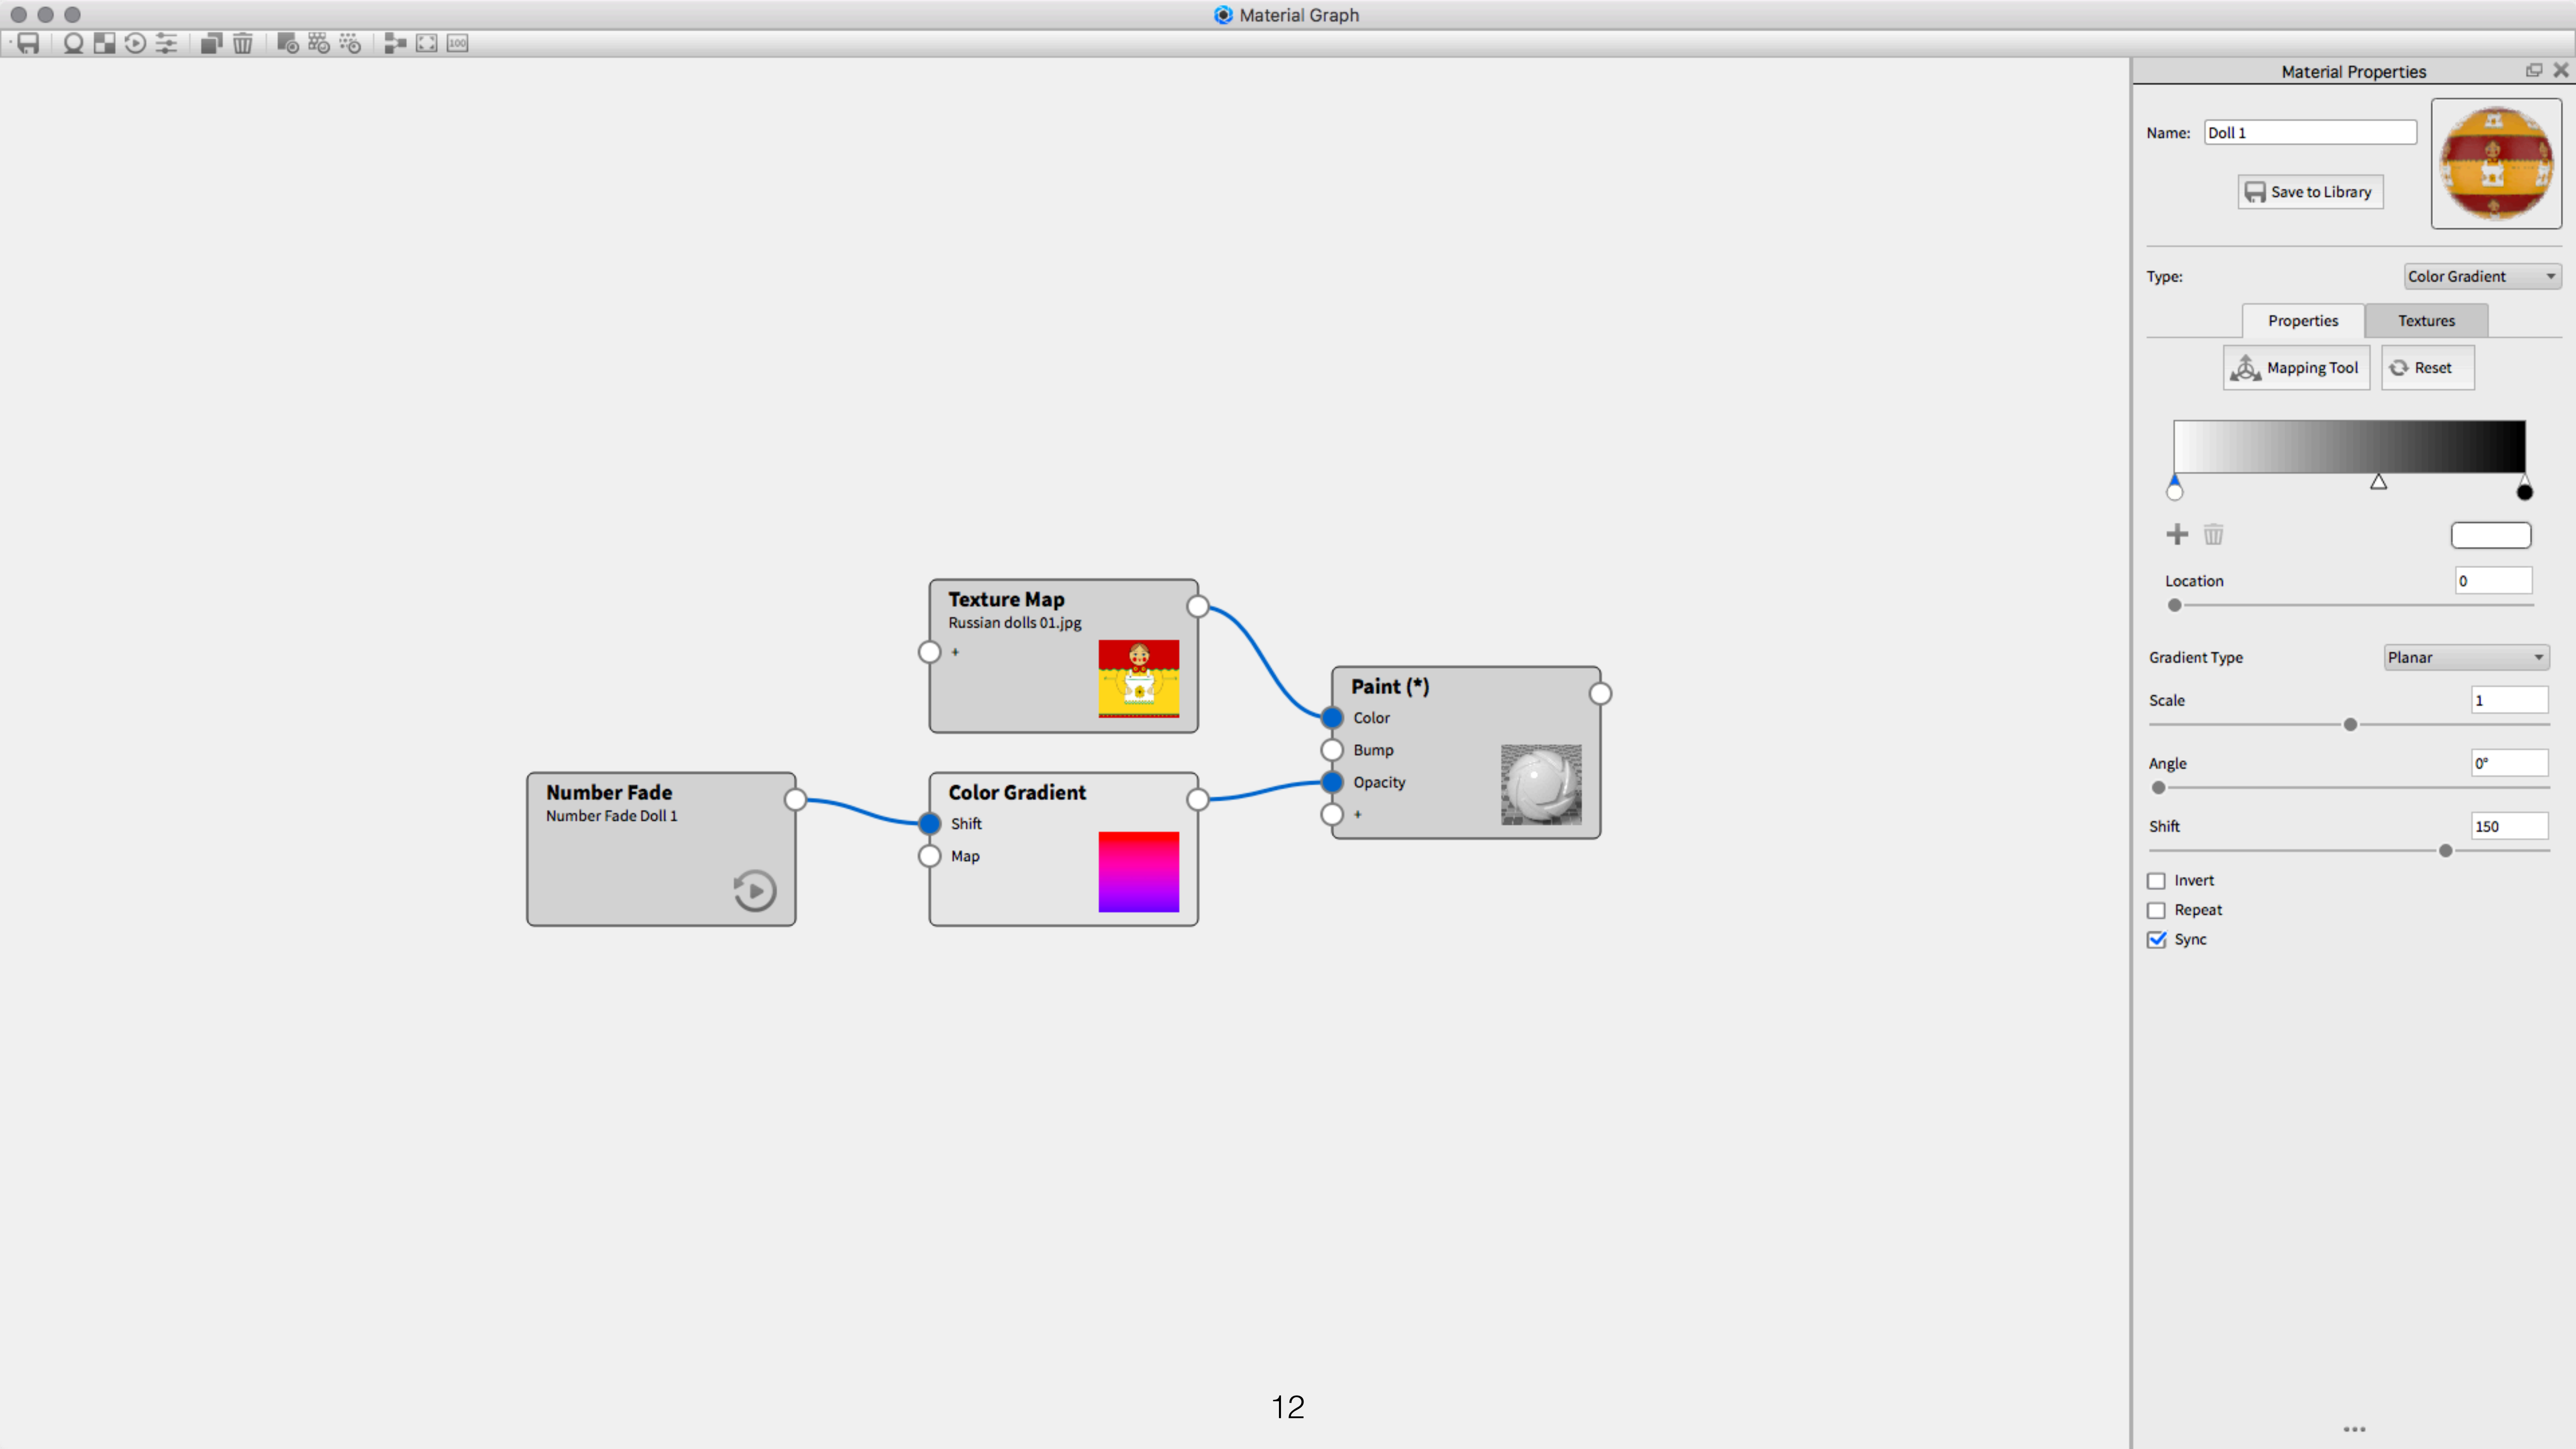 Material Graph
100
Material Properties
Name: Doll 1
Save to Library
Type: Color Gradient
Properties Textures
Mapping Tool Reset
Location 0
Gradient Type Planar
Scale 1
Angle 0°
Shift 150
Invert
Repeat
Sync
Texture Map
Russian dolls 01.jpg
+
Paint (*)
Color
Bump
Opacity
+
Number Fade
Number Fade Doll 1
Color Gradient
Shift
Map
12